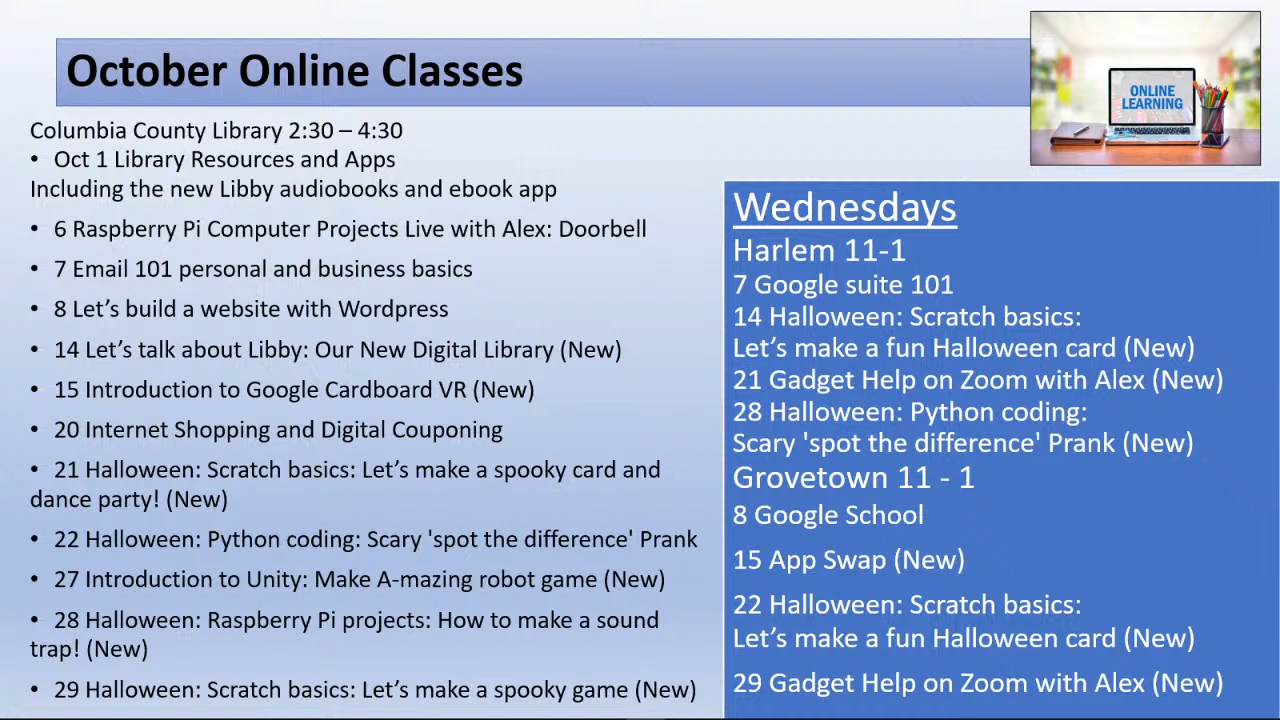 October Online Classes
ONLINE
LEARNING
Columbia County Library 2:30 – 4:30
• Oct 1 Library Resources and Apps
Including the new Libby audiobooks and ebook app
• 6 Raspberry Pi Computer Projects Live with Alex: Doorbell
• 7 Email 101 personal and business basics
• 8 Let’s build a website with Wordpress
• 14 Let’s talk about Libby: Our New Digital Library (New)
• 15 Introduction to Google Cardboard VR (New)
• 20 Internet Shopping and Digital Couponing
• 21 Halloween: Scratch basics: Let’s make a spooky card and
dance party! (New)
• 22 Halloween: Python coding: Scary 'spot the difference' Prank
• 27 Introduction to Unity: Make A-mazing robot game (New)
• 28 Halloween: Raspberry Pi projects: How to make a sound
trap! (New)
• 29 Halloween: Scratch basics: Let’s make a spooky game (New)
Wednesdays
Harlem 11-1
7 Google suite 101
14 Halloween: Scratch basics:
Let’s make a fun Halloween card (New)
21 Gadget Help on Zoom with Alex (New)
28 Halloween: Python coding:
Scary 'spot the difference' Prank (New)
Grovetown 11 - 1
8 Google School
15 App Swap (New)
22 Halloween: Scratch basics:
Let’s make a fun Halloween card (New)
29 Gadget Help on Zoom with Alex (New)